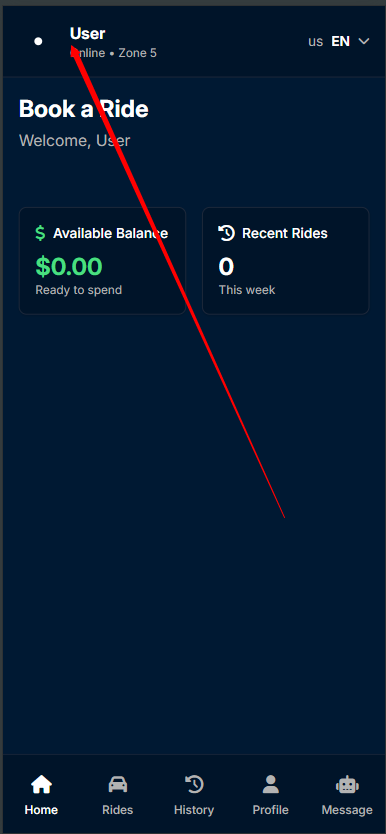 User
us EN
Online • Zone 5
Book a Ride
Welcome, User
$ Available Balance
$0.00
Ready to spend
Recent Rides
0
This week
Home
Rides
History
Profile
Message